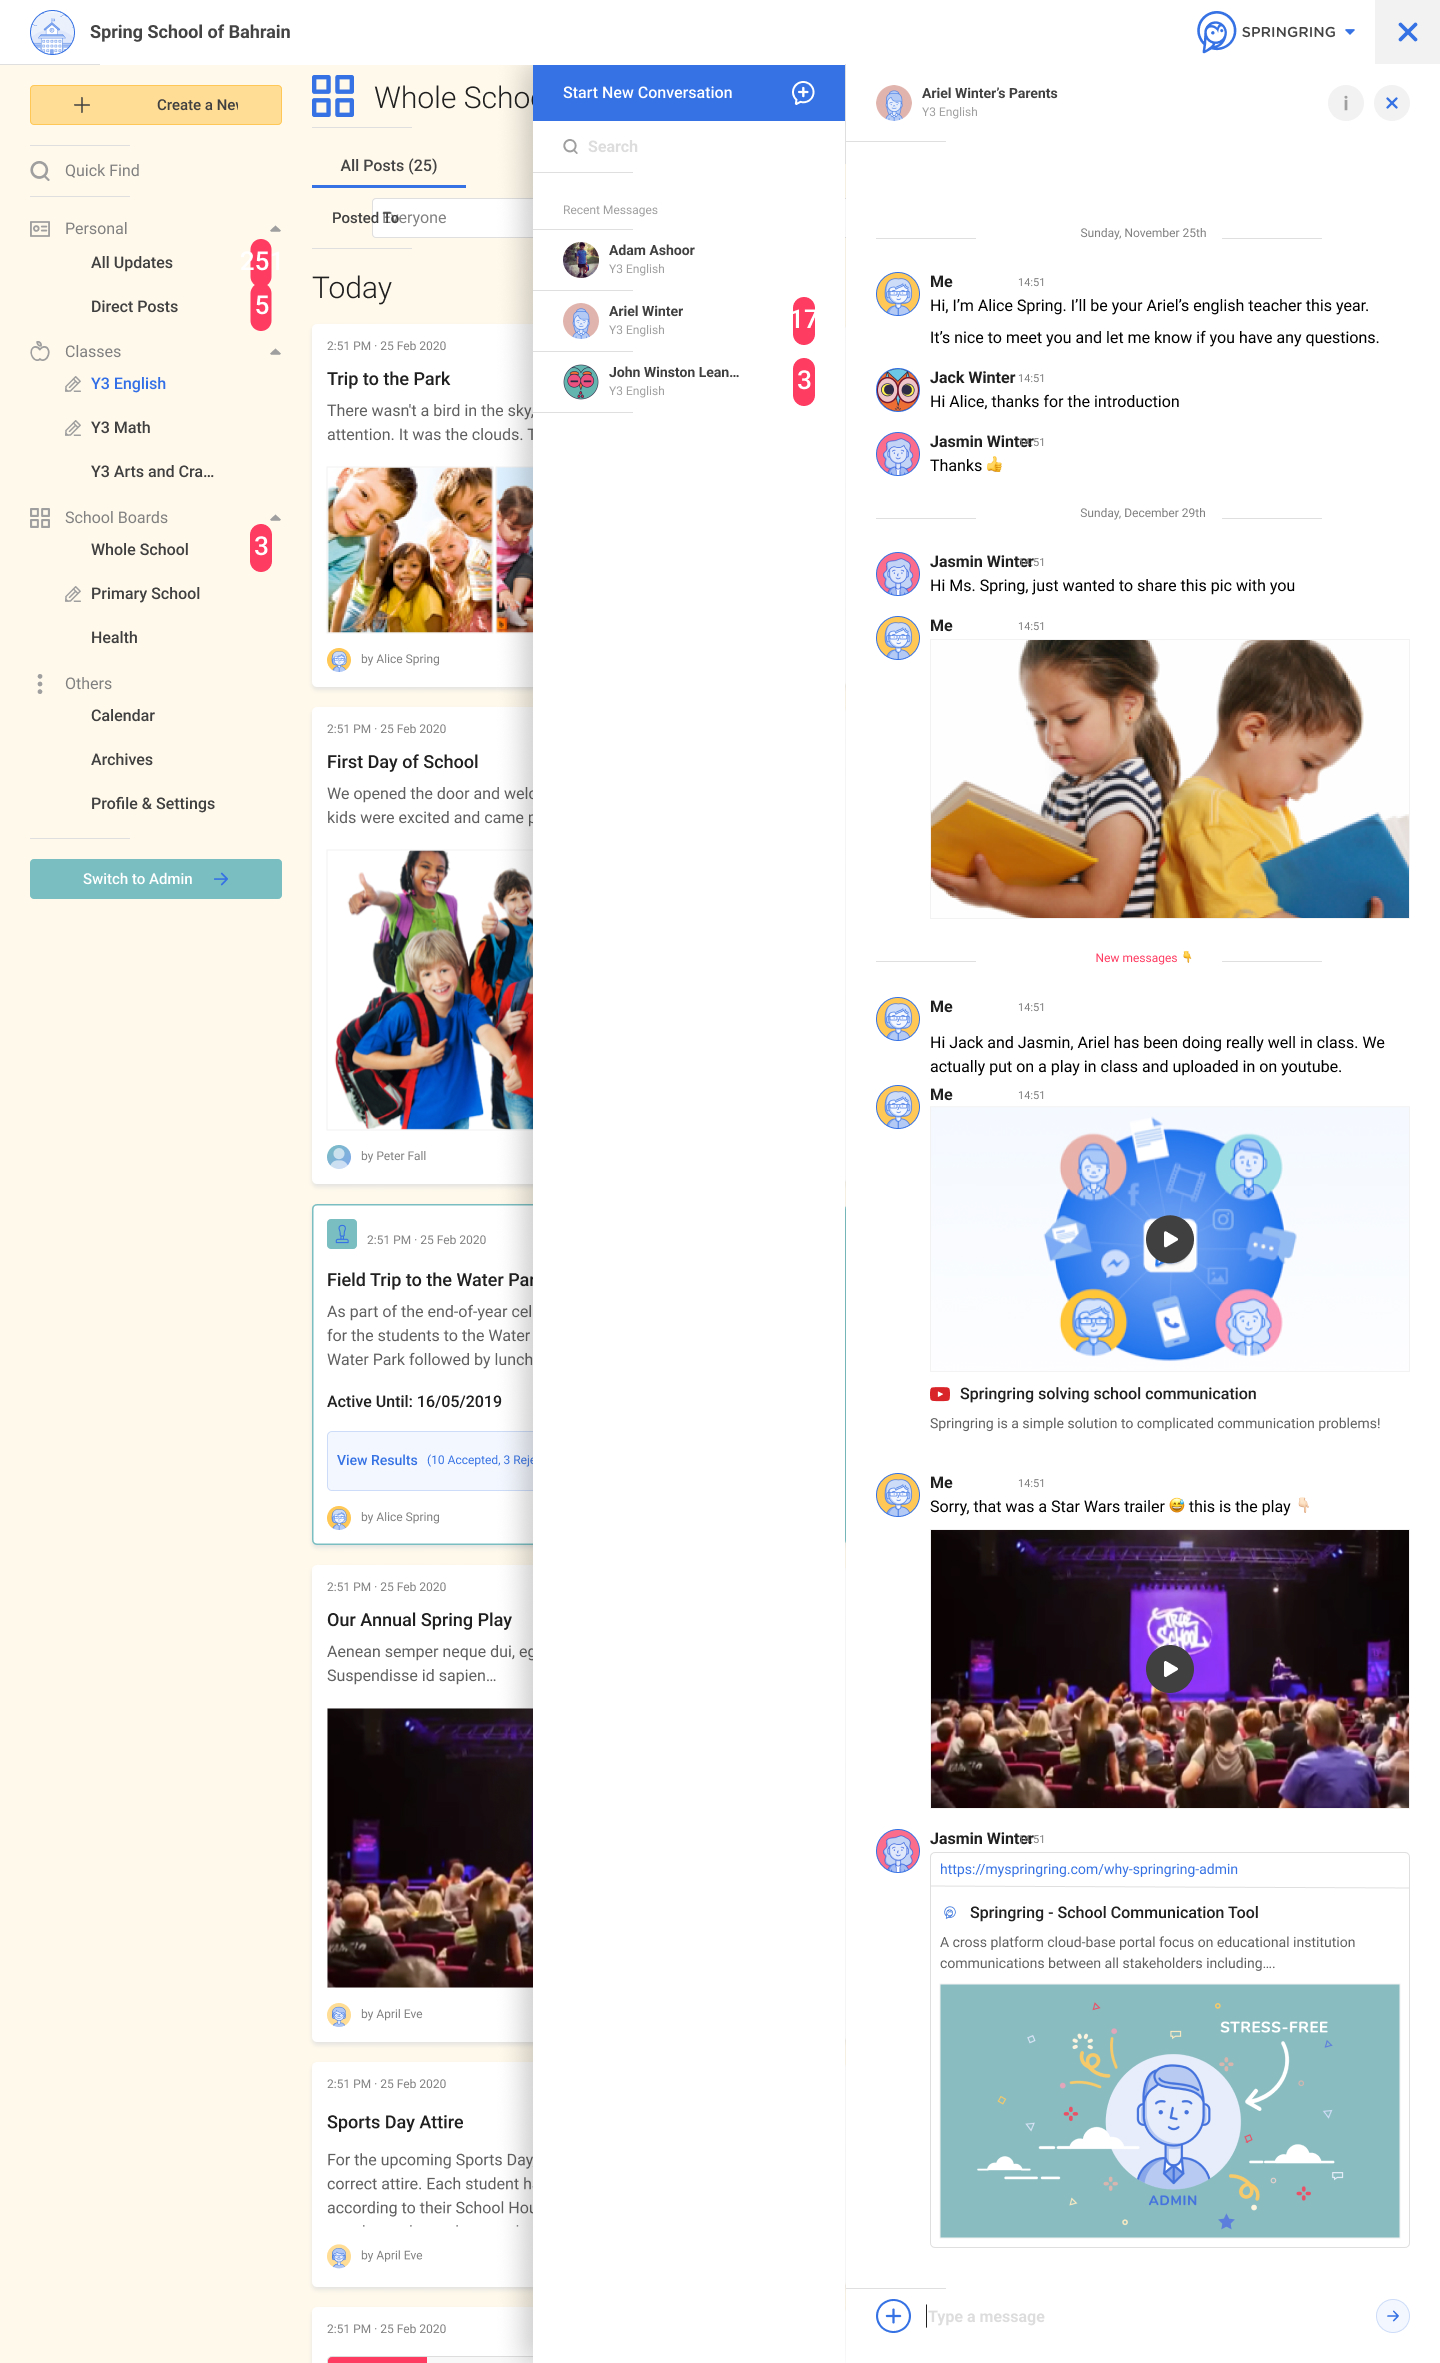 Spring School of Bahrain
SPRINGRING
Create a New
Quick Find
Personal
All Updates
25
Direct Posts
5
Classes
Y3 English
Y3 Math
Y3 Arts and Cra...
School Boards
Whole School
3
Primary School
Health
Others
Calendar
Archives
Profile & Settings
Switch to Admin
Whole Schoo
All Posts (25)
Posted To
Everyone
Today
2:51 PM · 25 Feb 2020
Trip to the Park
There wasn't a bird in the sky,
attention. It was the clouds. T
by Alice Spring
2:51 PM · 25 Feb 2020
First Day of School
We opened the door and welc
kids were excited and came p
by Peter Fall
2:51 PM · 25 Feb 2020
Field Trip to the Water Par
As part of the end-of-year cel
for the students to the Water
Water Park followed by lunch
Active Until: 16/05/2019
View Results (10 Accepted, 3 Reje
by Alice Spring
2:51 PM · 25 Feb 2020
Our Annual Spring Play
Aenean semper neque dui, eg
Suspendisse id sapien...
by April Eve
2:51 PM · 25 Feb 2020
Sports Day Attire
For the upcoming Sports Day
correct attire. Each student h
according to their School Hou
by April Eve
2:51 PM · 25 Feb 2020
Start New Conversation
Search
Recent Messages
Adam Ashoor
Y3 English
Ariel Winter
Y3 English
17
John Winston Lean...
Y3 English
3
Ariel Winter's Parents
Y3 English
Sunday, November 25th
Me 14:51
Hi, I'm Alice Spring. I'll be your Ariel's english teacher this year.
It's nice to meet you and let me know if you have any questions.
Jack Winter 14:51
Hi Alice, thanks for the introduction
Jasmin Winter 14:51
Thanks 👍
Sunday, December 29th
Jasmin Winter 14:51
Hi Ms. Spring, just wanted to share this pic with you
Me 14:51
New messages 👇
Me 14:51
Hi Jack and Jasmin, Ariel has been doing really well in class. We
actually put on a play in class and uploaded in on youtube.
Me 14:51
Springring solving school communication
Springring is a simple solution to complicated communication problems!
Me 14:51
Sorry, that was a Star Wars trailer 😅 this is the play 👇🏻
TRUE
SCHOOL
Jasmin Winter 14:51
https://myspringring.com/why-springring-admin
Springring - School Communication Tool
A cross platform cloud-base portal focus on educational institution
communications between all stakeholders including....
STRESS-FREE
ADMIN
Type a message